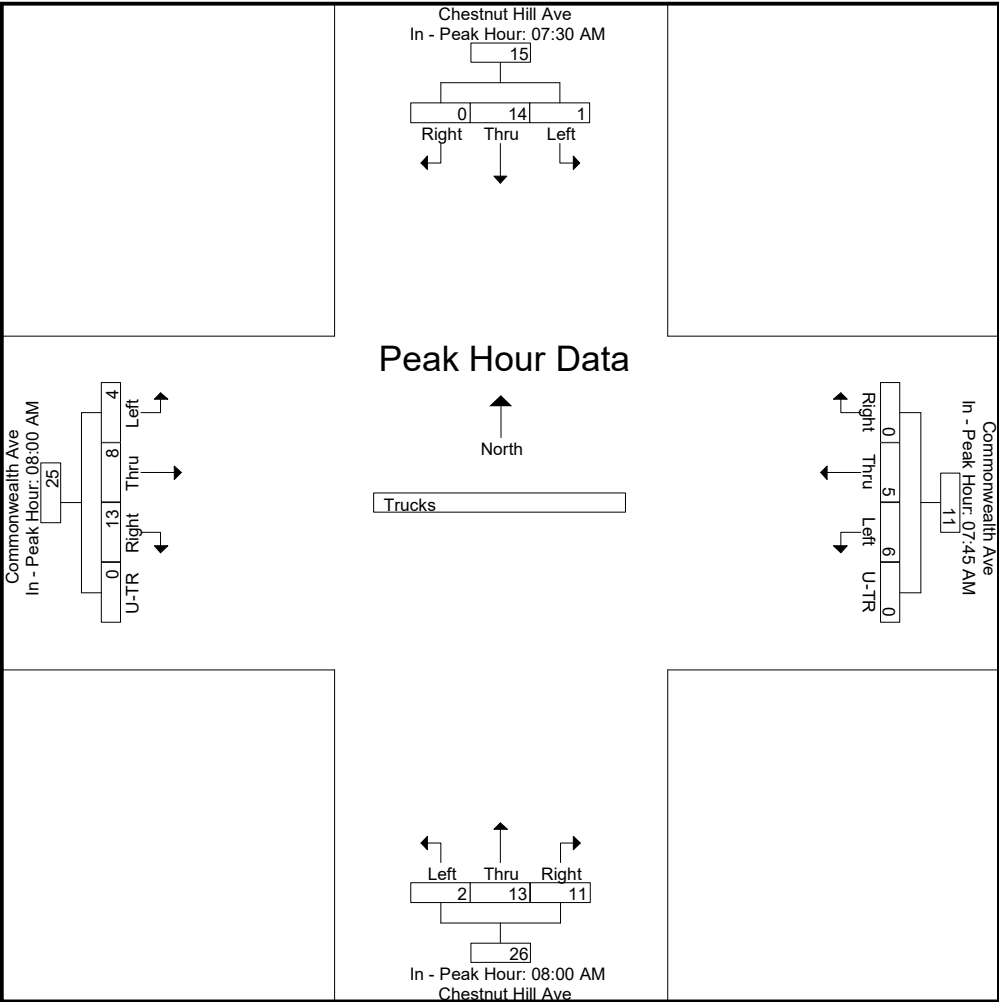 Chestnut Hill Ave
In - Peak Hour: 07:30 AM
15
0 14 1
Right Thru Left
Peak Hour Data
North
Trucks
Commonwealth Ave
In - Peak Hour: 08:00 AM
25
4 8 13 0
Left Thru Right U-TR
Commonwealth Ave
In - Peak Hour: 07:45 AM
11
0 5 6 0
Right Thru Left U-TR
Left Thru Right
2 13 11
26
In - Peak Hour: 08:00 AM
Chestnut Hill Ave